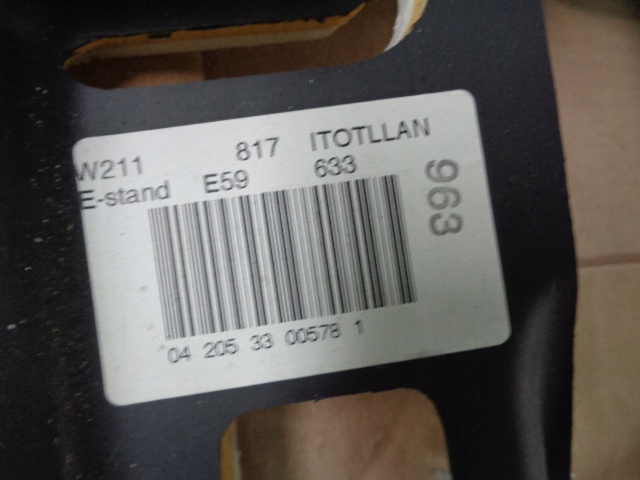 W211 817 ITOTLLAN
E-stand E59 633
963
04 205 33 00578 1